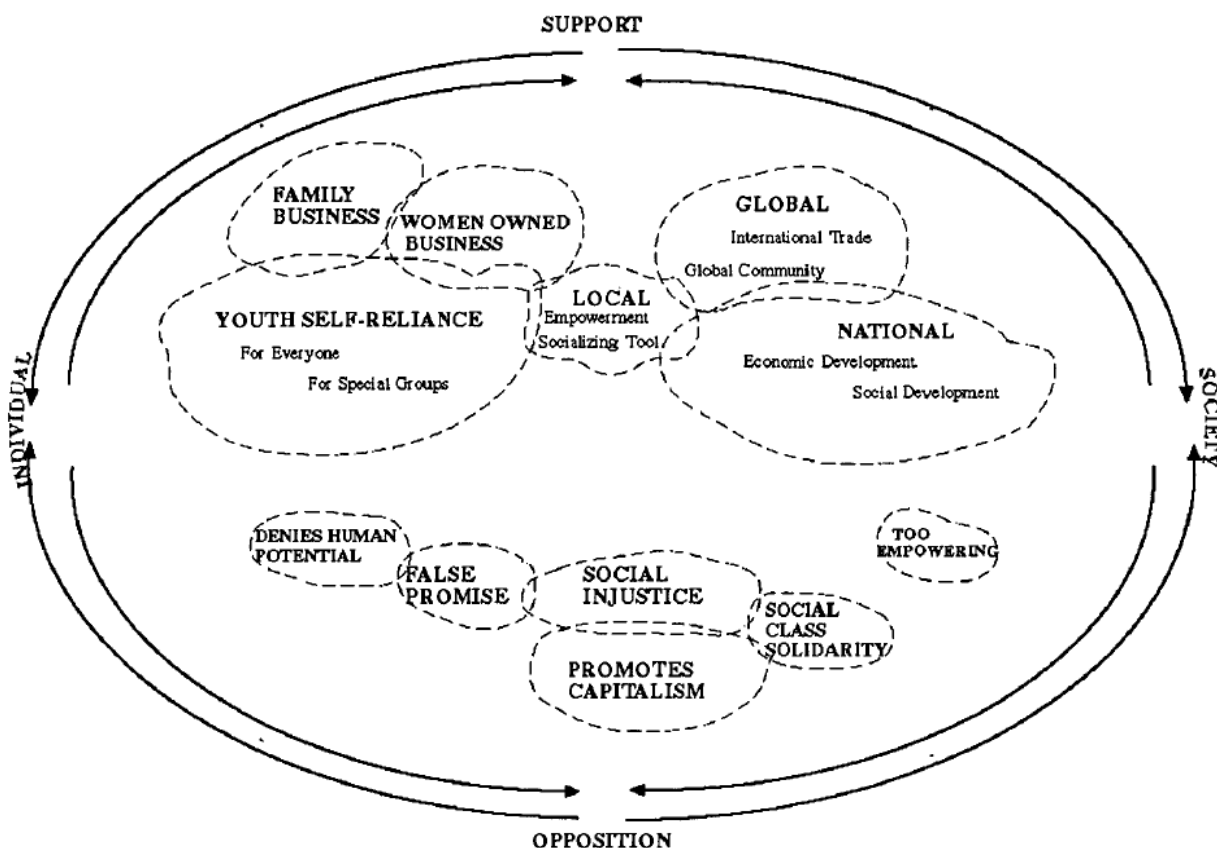 SUPPORT
FAMILY
BUSINESS
WOMEN OWNED
BUSINESS
GLOBAL
International Trade
Global Community
YOUTH SELF-RELIANCE
For Everyone
For Special Groups
LOCAL
Empowerment
Socializing Tool
NATIONAL
Economic Development
Social Development
INDIVIDUAL
SOCIETY
DENIES HUMAN
POTENTIAL
FALSE
PROMISE
SOCIAL
INJUSTICE
TOO
EMPOWERING
SOCIAL
CLASS
SOLIDARITY
PROMOTES
CAPITALISM
OPPOSITION